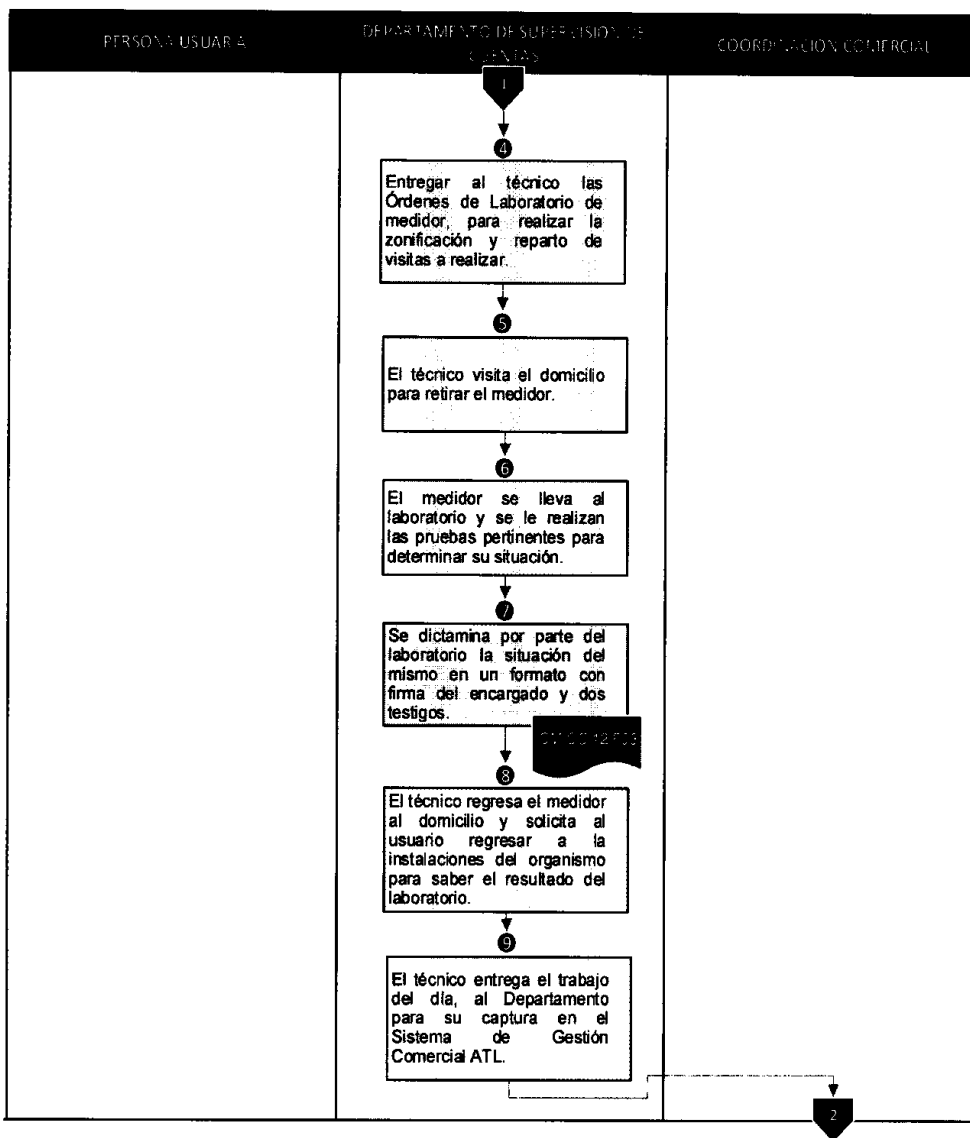 PERSONA USUARIA
DEPARTAMENTO DE SUPERVISION DE
CUENTAS
COORDINACION COMERCIAL
1
4
Entregar al técnico las
Órdenes de Laboratorio de
medidor, para realizar la
zonificación y reparto de
visitas a realizar.
5
El técnico visita el domicilio
para retirar el medidor.
6
El medidor se lleva al
laboratorio y se le realizan
las pruebas pertinentes para
determinar su situación.
7
Se dictamina por parte del
laboratorio la situación del
mismo en un formato con
firma del encargado y dos
testigos.
8
El técnico regresa el medidor
al domicilio y solicita al
usuario regresar a la
instalaciones del organismo
para saber el resultado del
laboratorio.
9
El técnico entrega el trabajo
del día, al Departamento
para su captura en el
Sistema de Gestión
Comercial ATL.
2